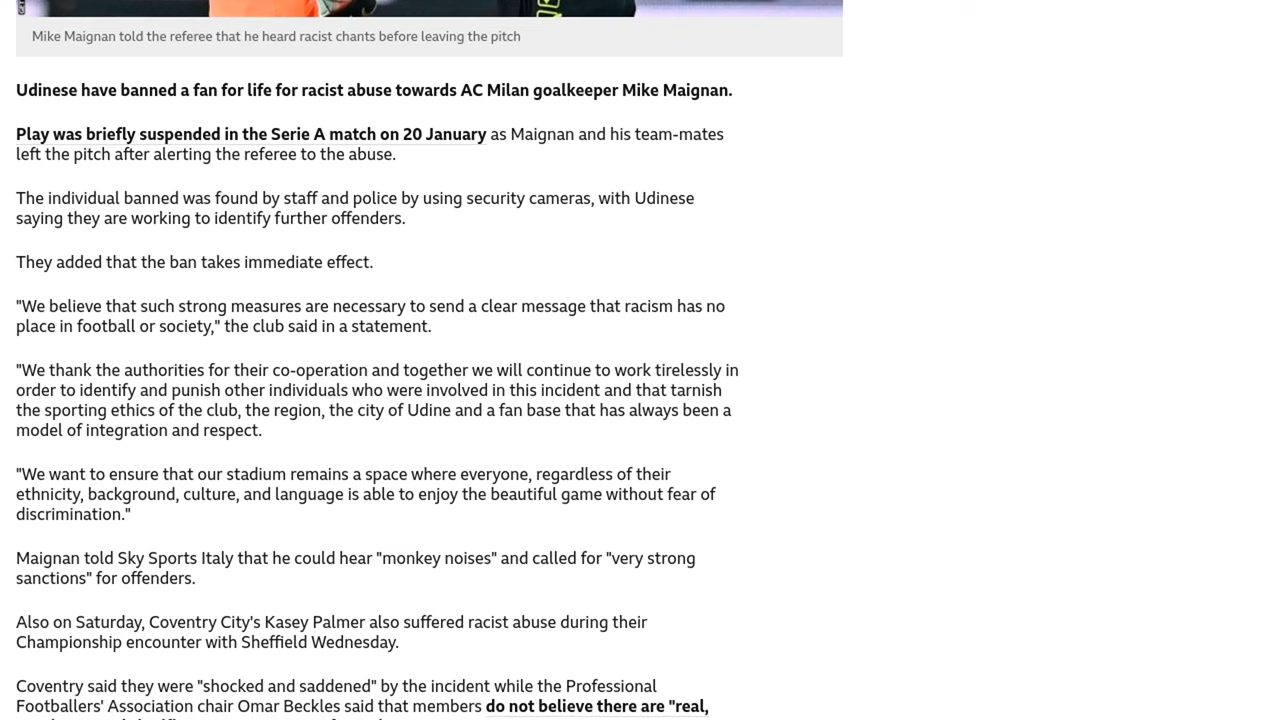 Mike Maignan told the referee that he heard racist chants before leaving the pitch
Udinese have banned a fan for life for racist abuse towards AC Milan goalkeeper Mike Maignan.
Play was briefly suspended in the Serie A match on 20 January as Maignan and his team-mates
left the pitch after alerting the referee to the abuse.
The individual banned was found by staff and police by using security cameras, with Udinese
saying they are working to identify further offenders.
They added that the ban takes immediate effect.
"We believe that such strong measures are necessary to send a clear message that racism has no
place in football or society," the club said in a statement.
"We thank the authorities for their co-operation and together we will continue to work tirelessly in
order to identify and punish other individuals who were involved in this incident and that tarnish
the sporting ethics of the club, the region, the city of Udine and a fan base that has always been a
model of integration and respect.
"We want to ensure that our stadium remains a space where everyone, regardless of their
ethnicity, background, culture, and language is able to enjoy the beautiful game without fear of
discrimination."
Maignan told Sky Sports Italy that he could hear "monkey noises" and called for "very strong
sanctions" for offenders.
Also on Saturday, Coventry City's Kasey Palmer also suffered racist abuse during their
Championship encounter with Sheffield Wednesday.
Coventry said they were "shocked and saddened" by the incident while the Professional
Footballers' Association chair Omar Beckles said that members do not believe there are "real,